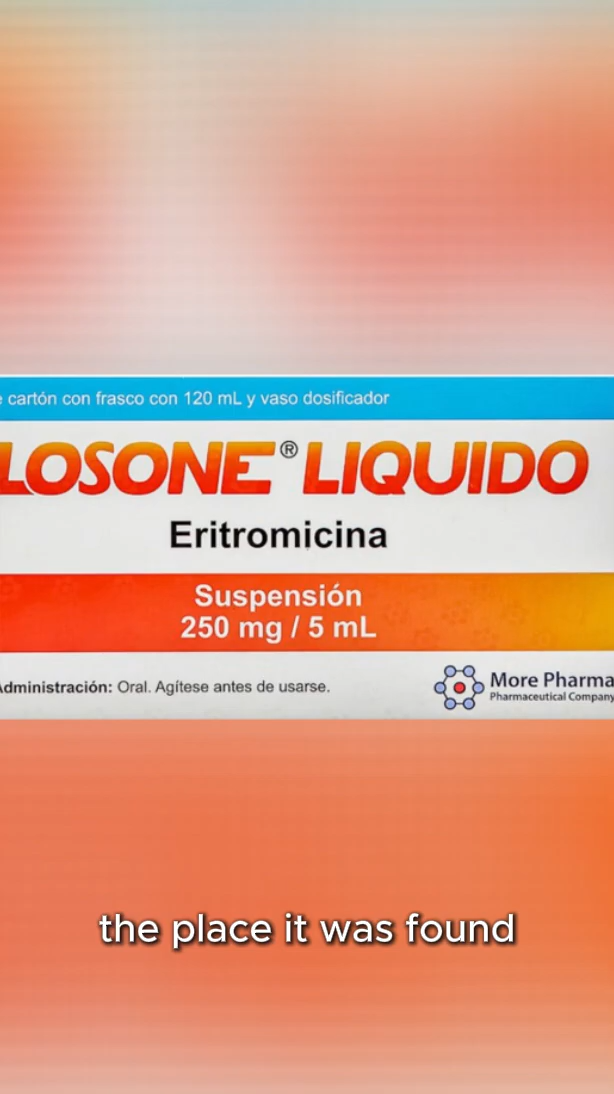 cartón con frasco con 120 mL y vaso dosificador
LOSONE® LIQUIDO
Eritromicina
Suspensión
250 mg / 5 mL
Administración: Oral. Agítese antes de usarse.
More Pharma
Pharmaceutical Company
the place it was found